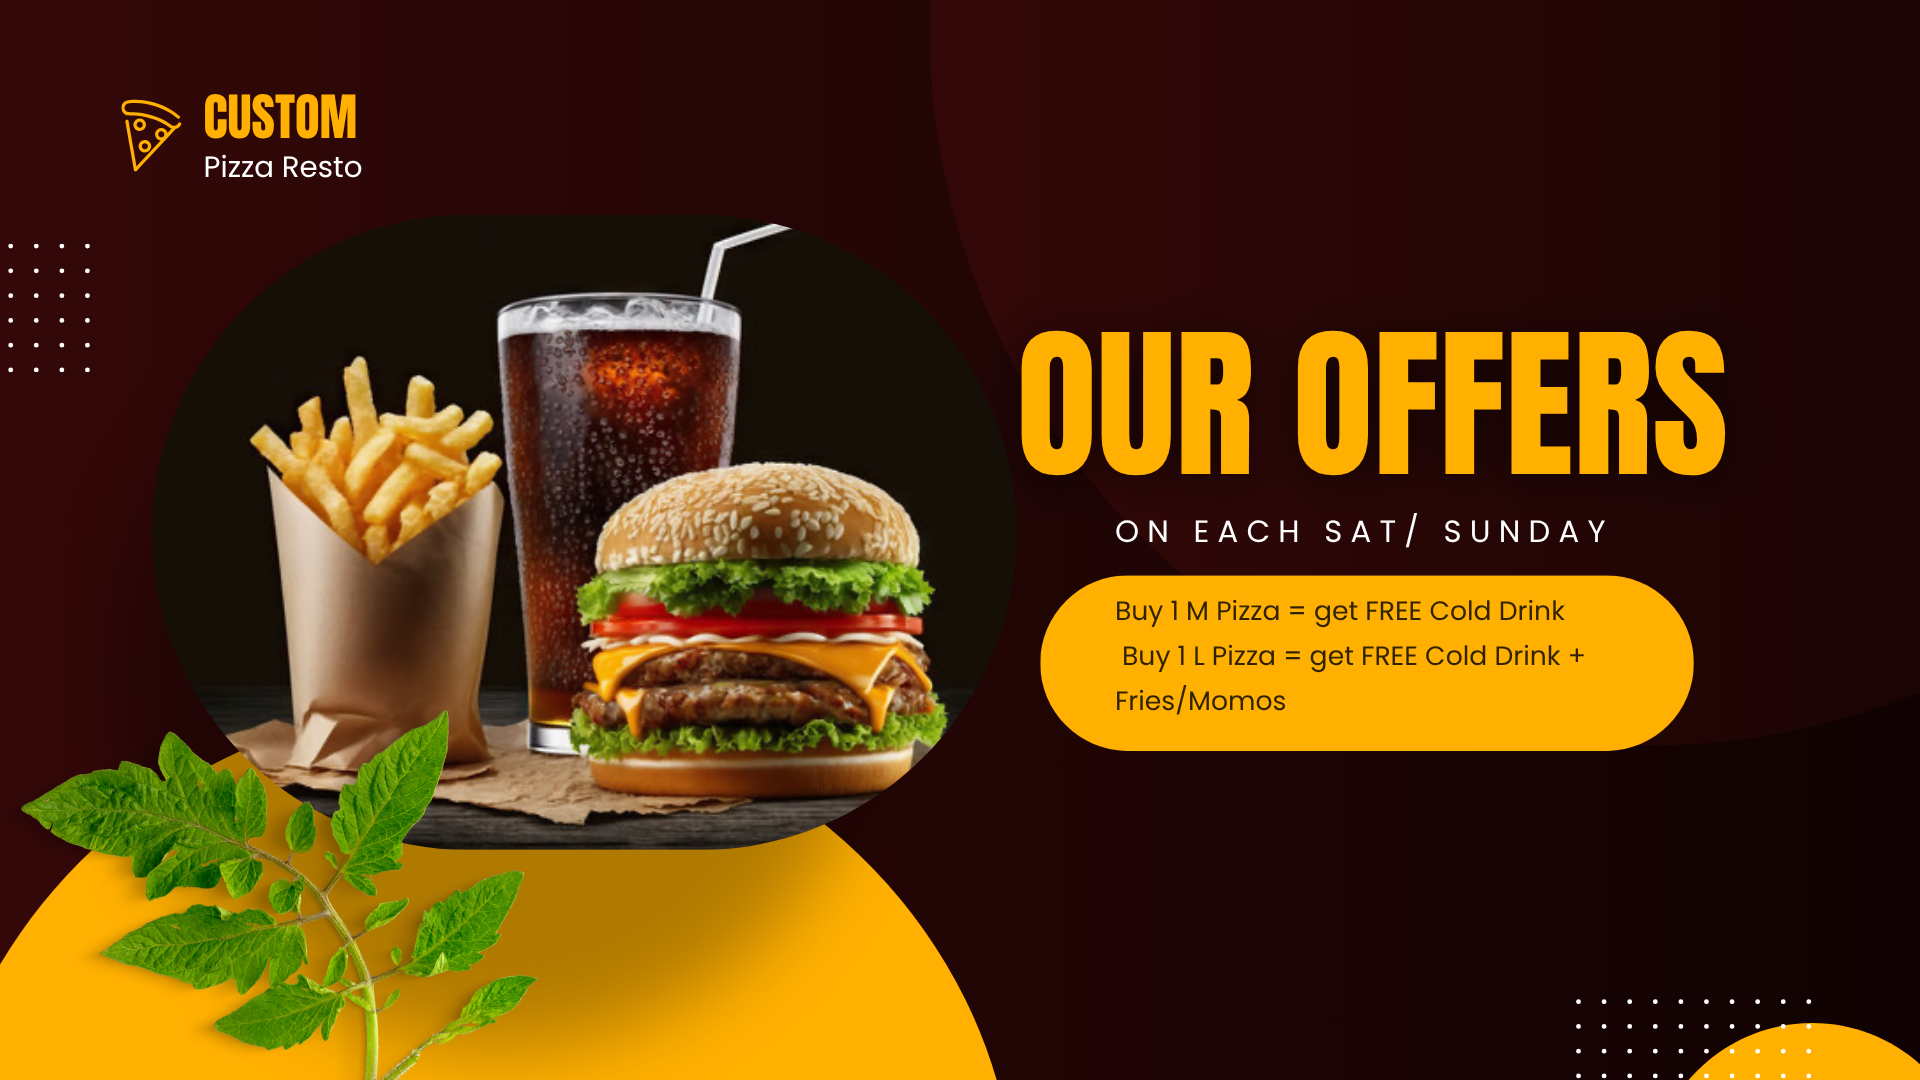 CUSTOM
Pizza Resto
OUR OFFERS
ON EACH SAT/ SUNDAY
Buy 1 M Pizza = get FREE Cold Drink
Buy 1 L Pizza = get FREE Cold Drink +
Fries/Momos